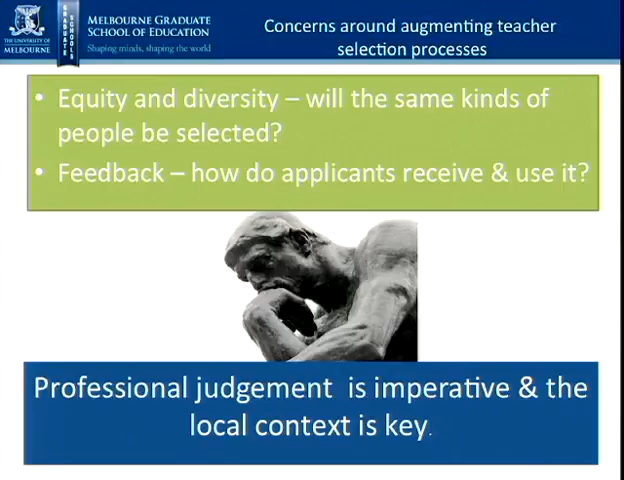 THE UNIVERSITY OF
MELBOURNE
GRADUATE
SCHOOLS
MELBOURNE GRADUATE
SCHOOL OF EDUCATION
Shaping minds, shaping the world
Concerns around augmenting teacher
selection processes
• Equity and diversity – will the same kinds of
people be selected?
• Feedback – how do applicants receive & use it?
Professional judgement is imperative & the
local context is key.